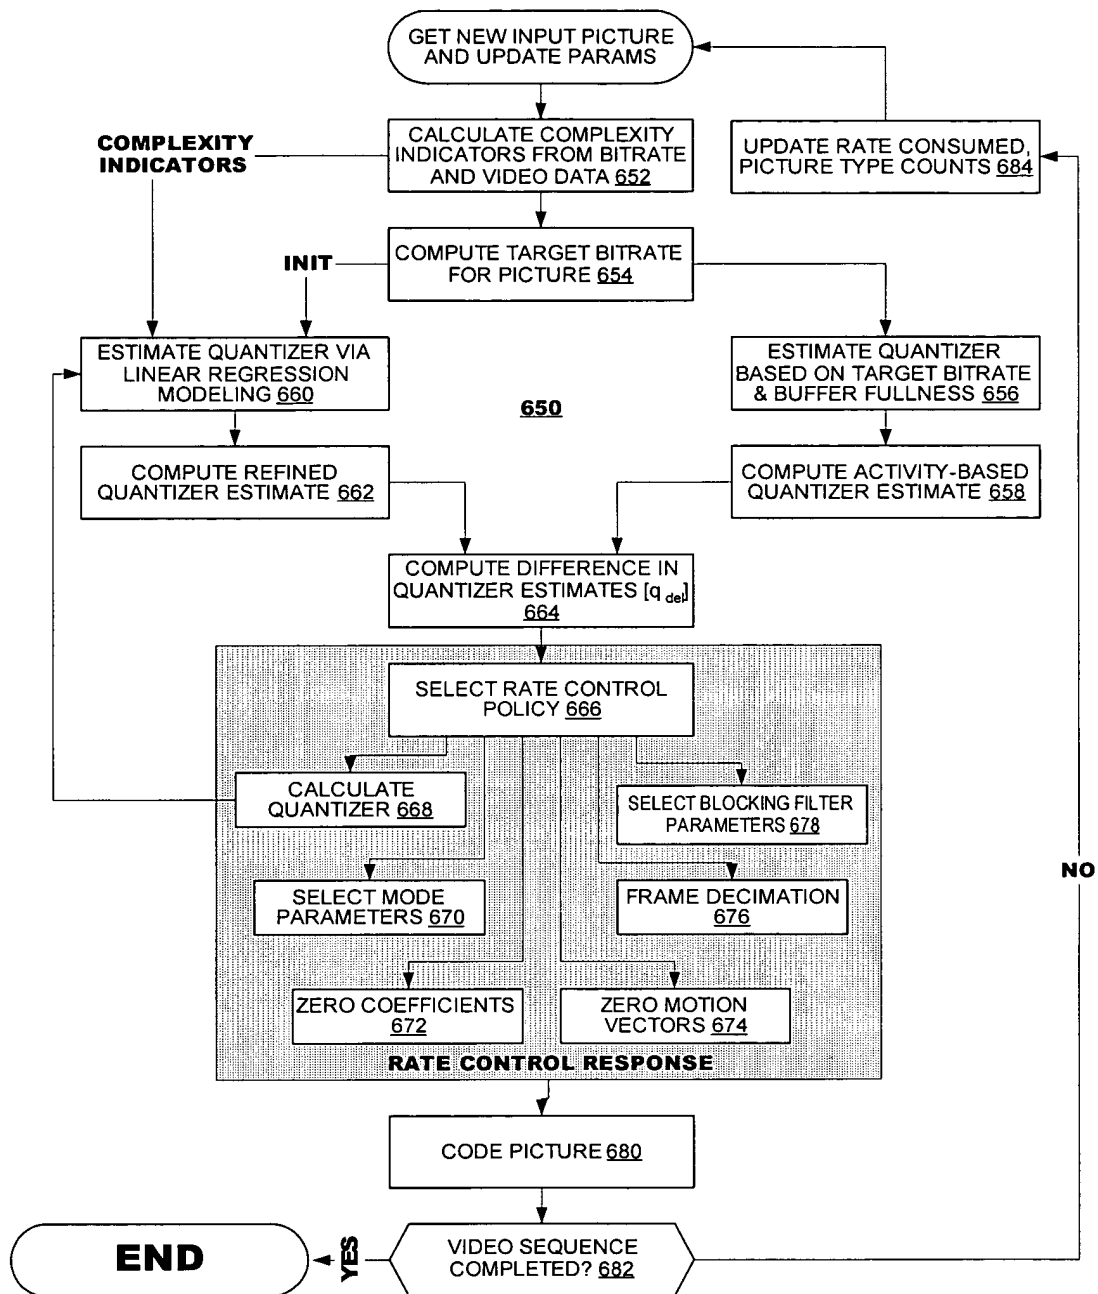 GET NEW INPUT PICTURE
AND UPDATE PARAMS
CALCULATE COMPLEXITY
INDICATORS FROM BITRATE
AND VIDEO DATA 652
COMPLEXITY
INDICATORS
UPDATE RATE CONSUMED,
PICTURE TYPE COUNTS 684
COMPUTE TARGET BITRATE
FOR PICTURE 654
INIT
ESTIMATE QUANTIZER VIA
LINEAR REGRESSION
MODELING 660
ESTIMATE QUANTIZER
BASED ON TARGET BITRATE
& BUFFER FULLNESS 656
650
COMPUTE REFINED
QUANTIZER ESTIMATE 662
COMPUTE ACTIVITY-BASED
QUANTIZER ESTIMATE 658
COMPUTE DIFFERENCE IN
QUANTIZER ESTIMATES [q del]
664
SELECT RATE CONTROL
POLICY 666
CALCULATE
QUANTIZER 668
SELECT BLOCKING FILTER
PARAMETERS 678
SELECT MODE
PARAMETERS 670
FRAME DECIMATION
676
ZERO COEFFICIENTS
672
ZERO MOTION
VECTORS 674
RATE CONTROL RESPONSE
NO
CODE PICTURE 680
VIDEO SEQUENCE
COMPLETED? 682
YES
END